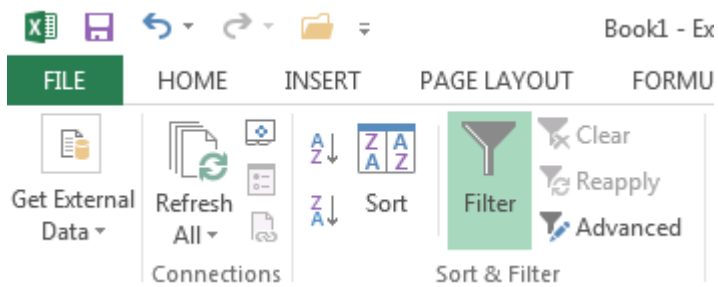 Book1 - Ex
FILE HOME INSERT PAGE LAYOUT FORMU
Get External Data
Refresh All
A Z
Z A
Z A A Z
Sort
Filter
Clear
Reapply
Advanced
Connections
Sort & Filter